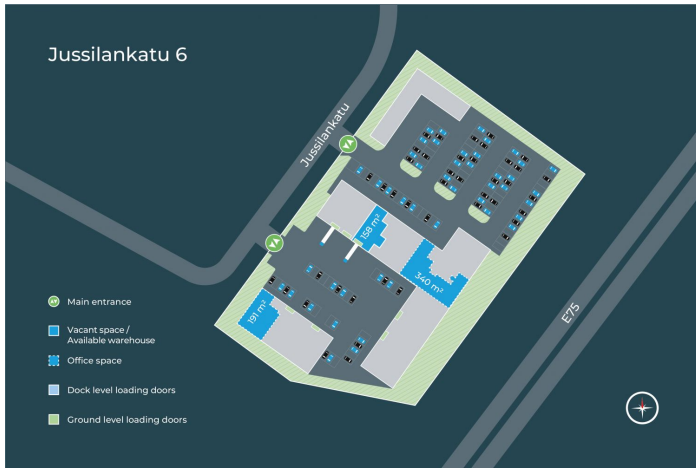 Jussilankatu 6
Jussilankatu
158 m²
340 m²
191 m²
E75
Main entrance
Vacant space /
Available warehouse
Office space
Dock level loading doors
Ground level loading doors